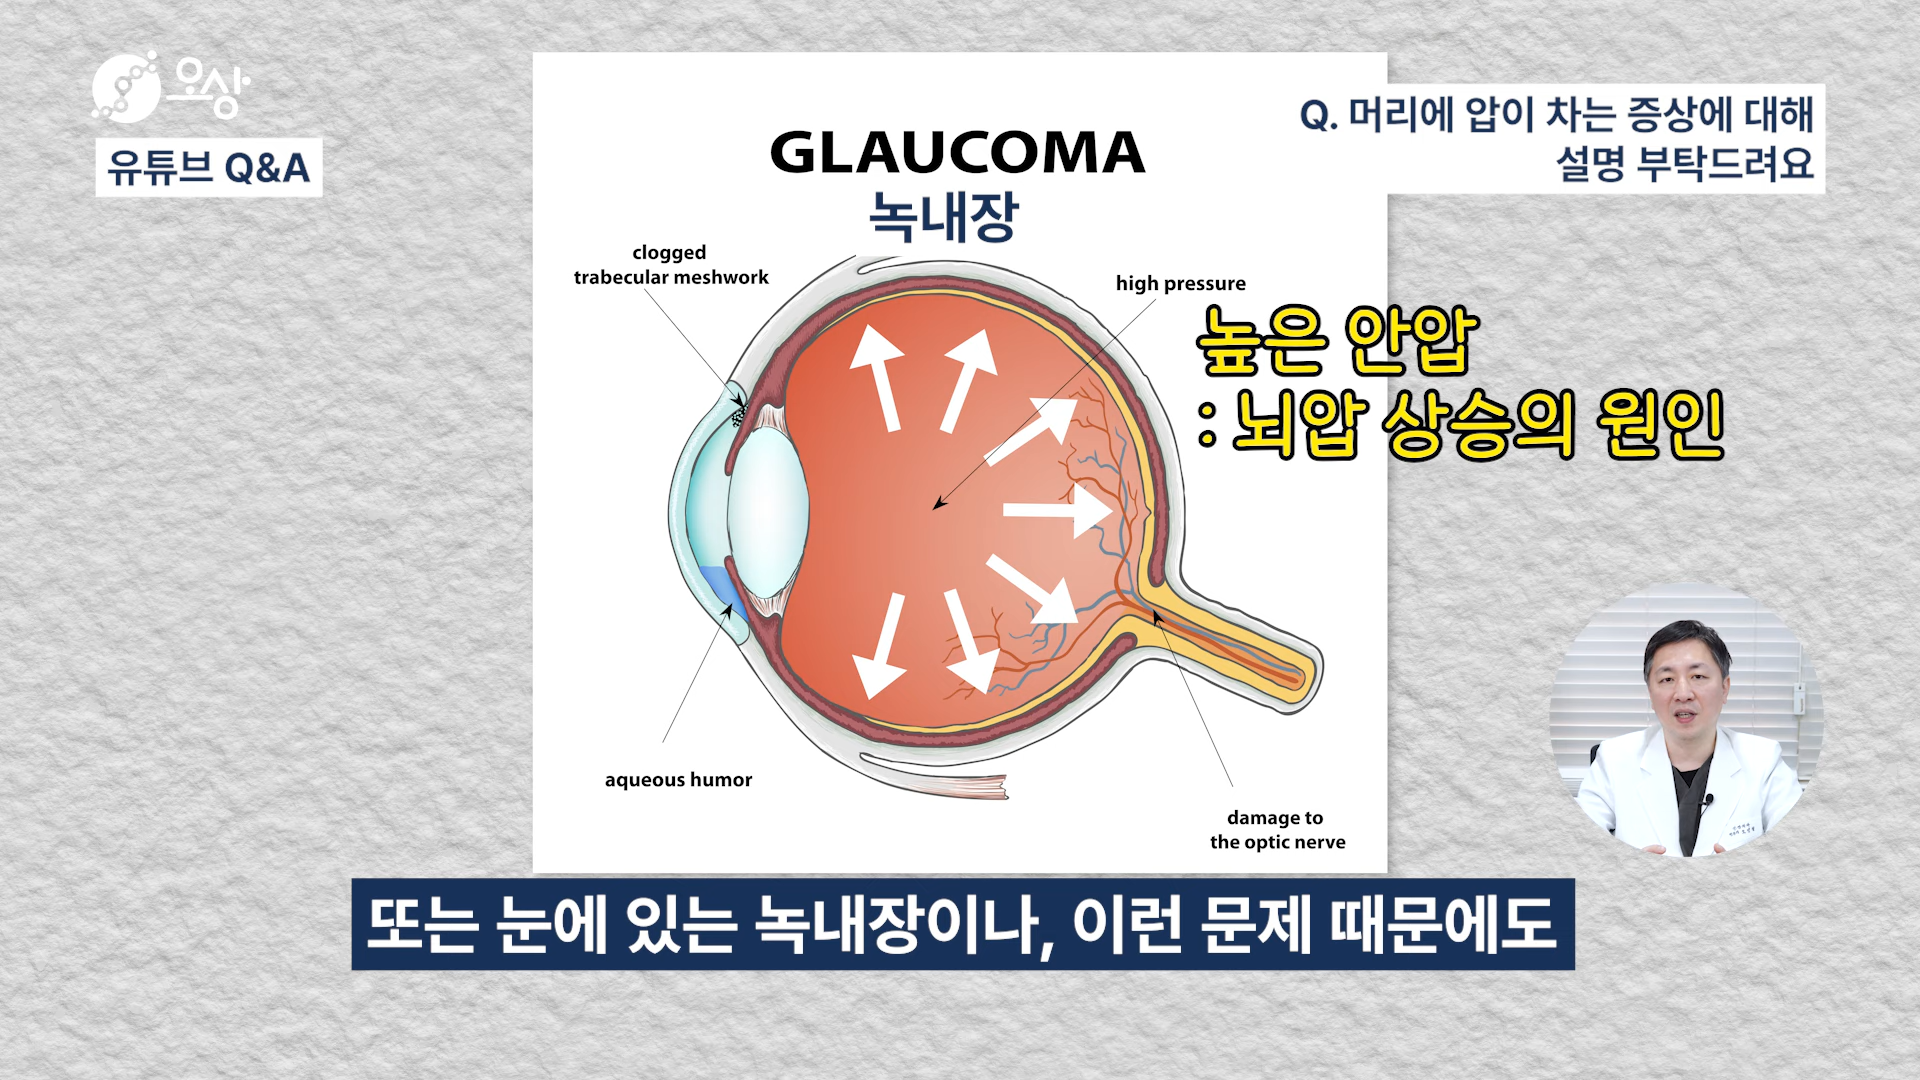 오상
유튜브 Q&A
Q. 머리에 압이 차는 증상에 대해
설명 부탁드려요
GLAUCOMA
녹내장
clogged
trabecular meshwork
high pressure
높은 안압
: 뇌압 상승의 원인
aqueous humor
damage to
the optic nerve
또는 눈에 있는 녹내장이나, 이런 문제 때문에도